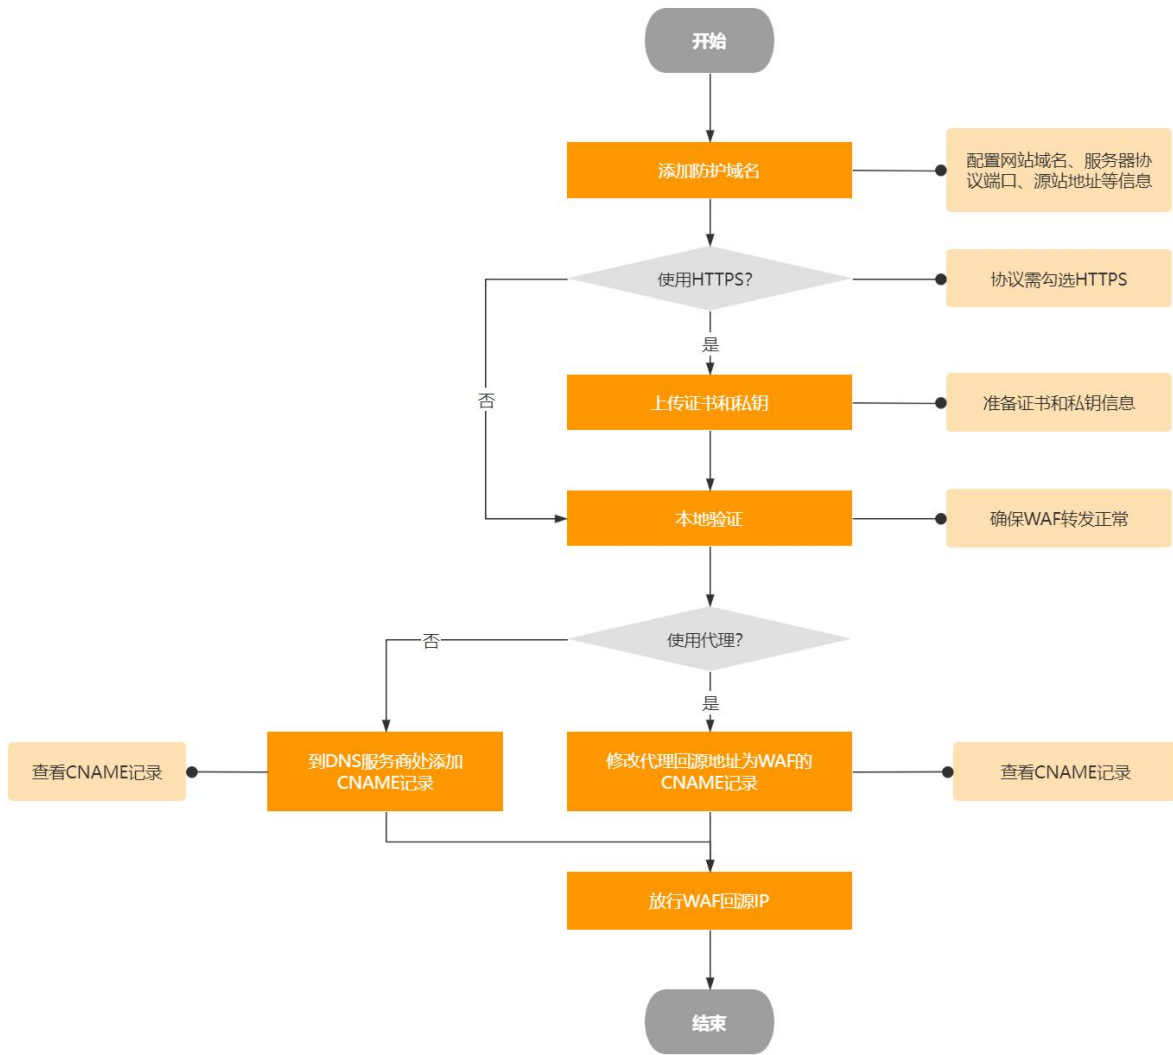 开始
添加防护域名
配置网站域名、服务器协
议端口、源站地址等信息
使用HTTPS?
协议需勾选HTTPS
是
否
上传证书和私钥
准备证书和私钥信息
本地验证
确保WAF转发正常
使用代理?
否
是
查看CNAME记录
到DNS服务商处添加
CNAME记录
修改代理回源地址为WAF的
CNAME记录
查看CNAME记录
放行WAF回源IP
结束